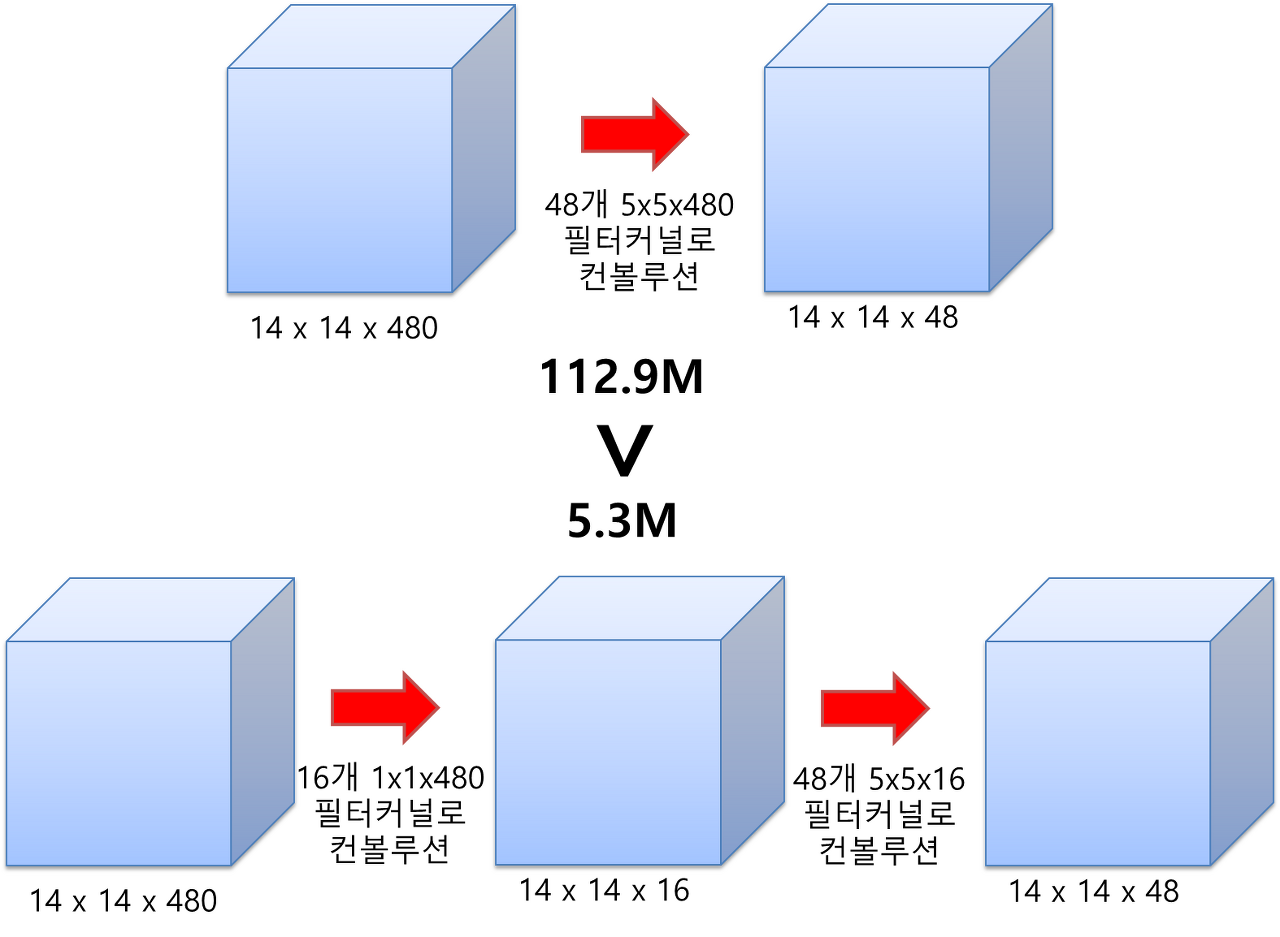 48개 5x5x480
필터커널로
컨볼루션
14 x 14 x 480
14 x 14 x 48
112.9M
V
5.3M
16개 1x1x480
필터커널로
컨볼루션
48개 5x5x16
필터커널로
컨볼루션
14 x 14 x 480
14 x 14 x 16
14 x 14 x 48